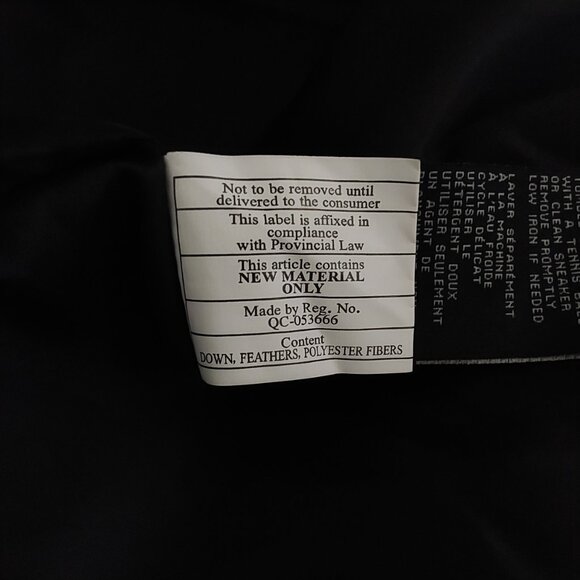 Not to be removed until
delivered to the consumer
This label is affixed in
compliance
with Provincial Law
This article contains
NEW MATERIAL
ONLY
Made by Reg. No.
QC-053666
Content
DOWN, FEATHERS, POLYESTER FIBERS
WITH A TENNIS BALL
OR CLEAN SNEAKER
REMOVE PROMPTLY
LOW IRON IF NEEDED
LAVER SÉPARÉMENT
À LA MACHINE
À L'EAU FROIDE
CYCLE DÉLICAT
UTILISER LE
DÉTERGENT DOUX
UTILISER SEULEMENT
UN AGENT DE